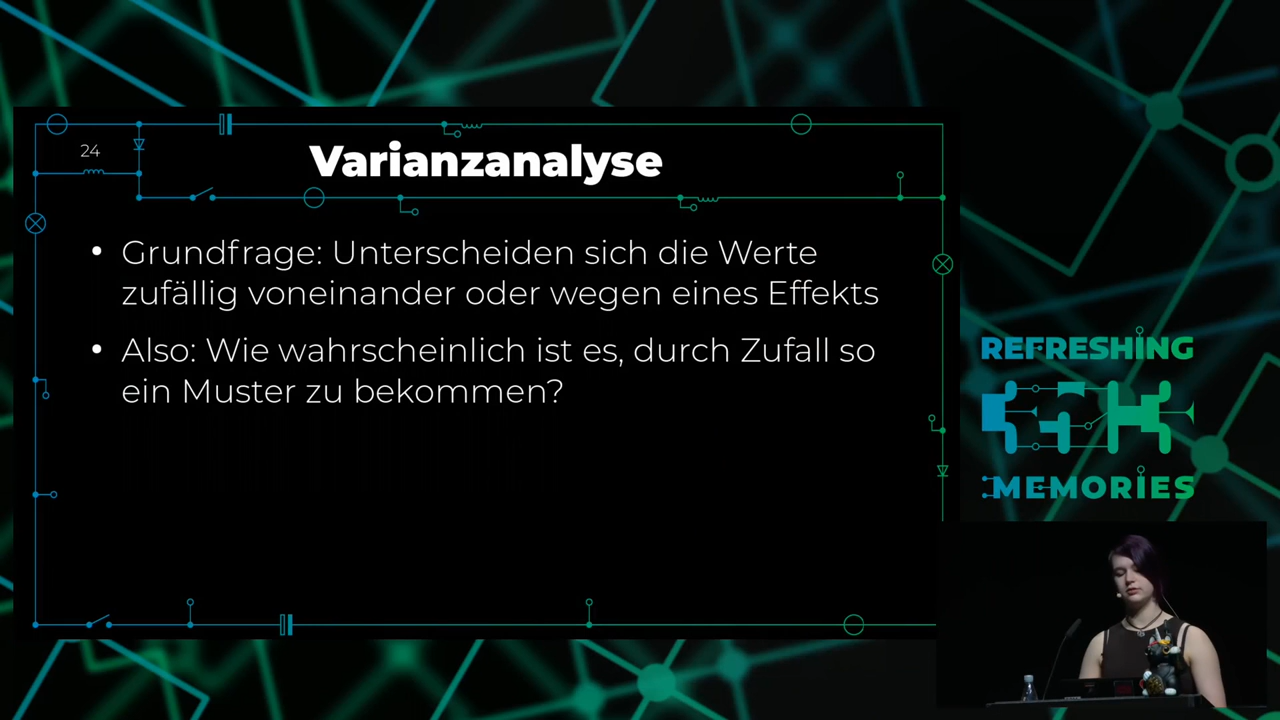 24
Varianzanalyse
• Grundfrage: Unterscheiden sich die Werte
zufällig voneinander oder wegen eines Effekts
• Also: Wie wahrscheinlich ist es, durch Zufall so
ein Muster zu bekommen?
REFRESHING
MEMORIES